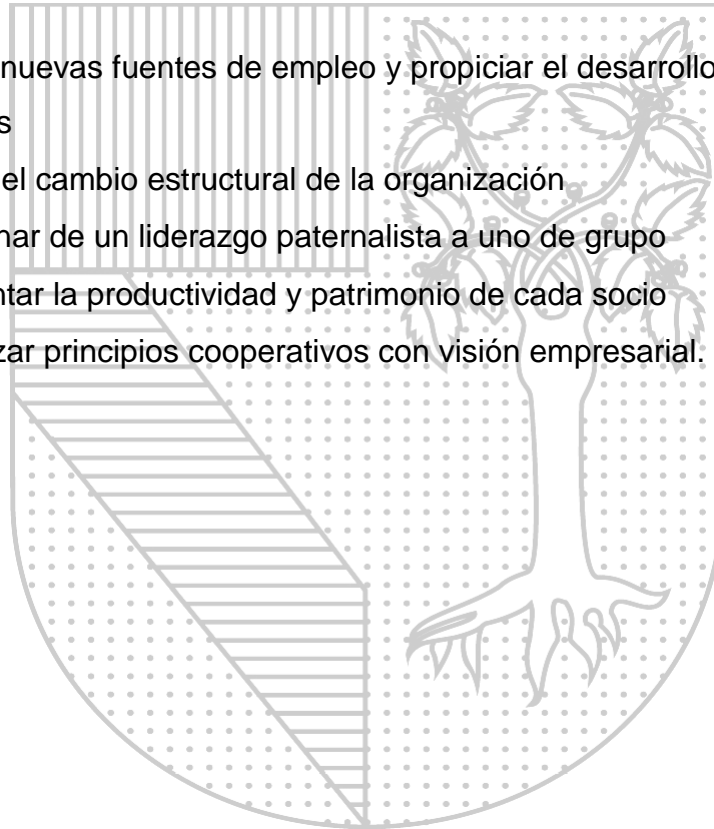 nuevas fuentes de empleo y propiciar el desarrollo
s
el cambio estructural de la organización
nar de un liderazgo paternalista a uno de grupo
ntar la productividad y patrimonio de cada socio
zar principios cooperativos con visión empresarial.